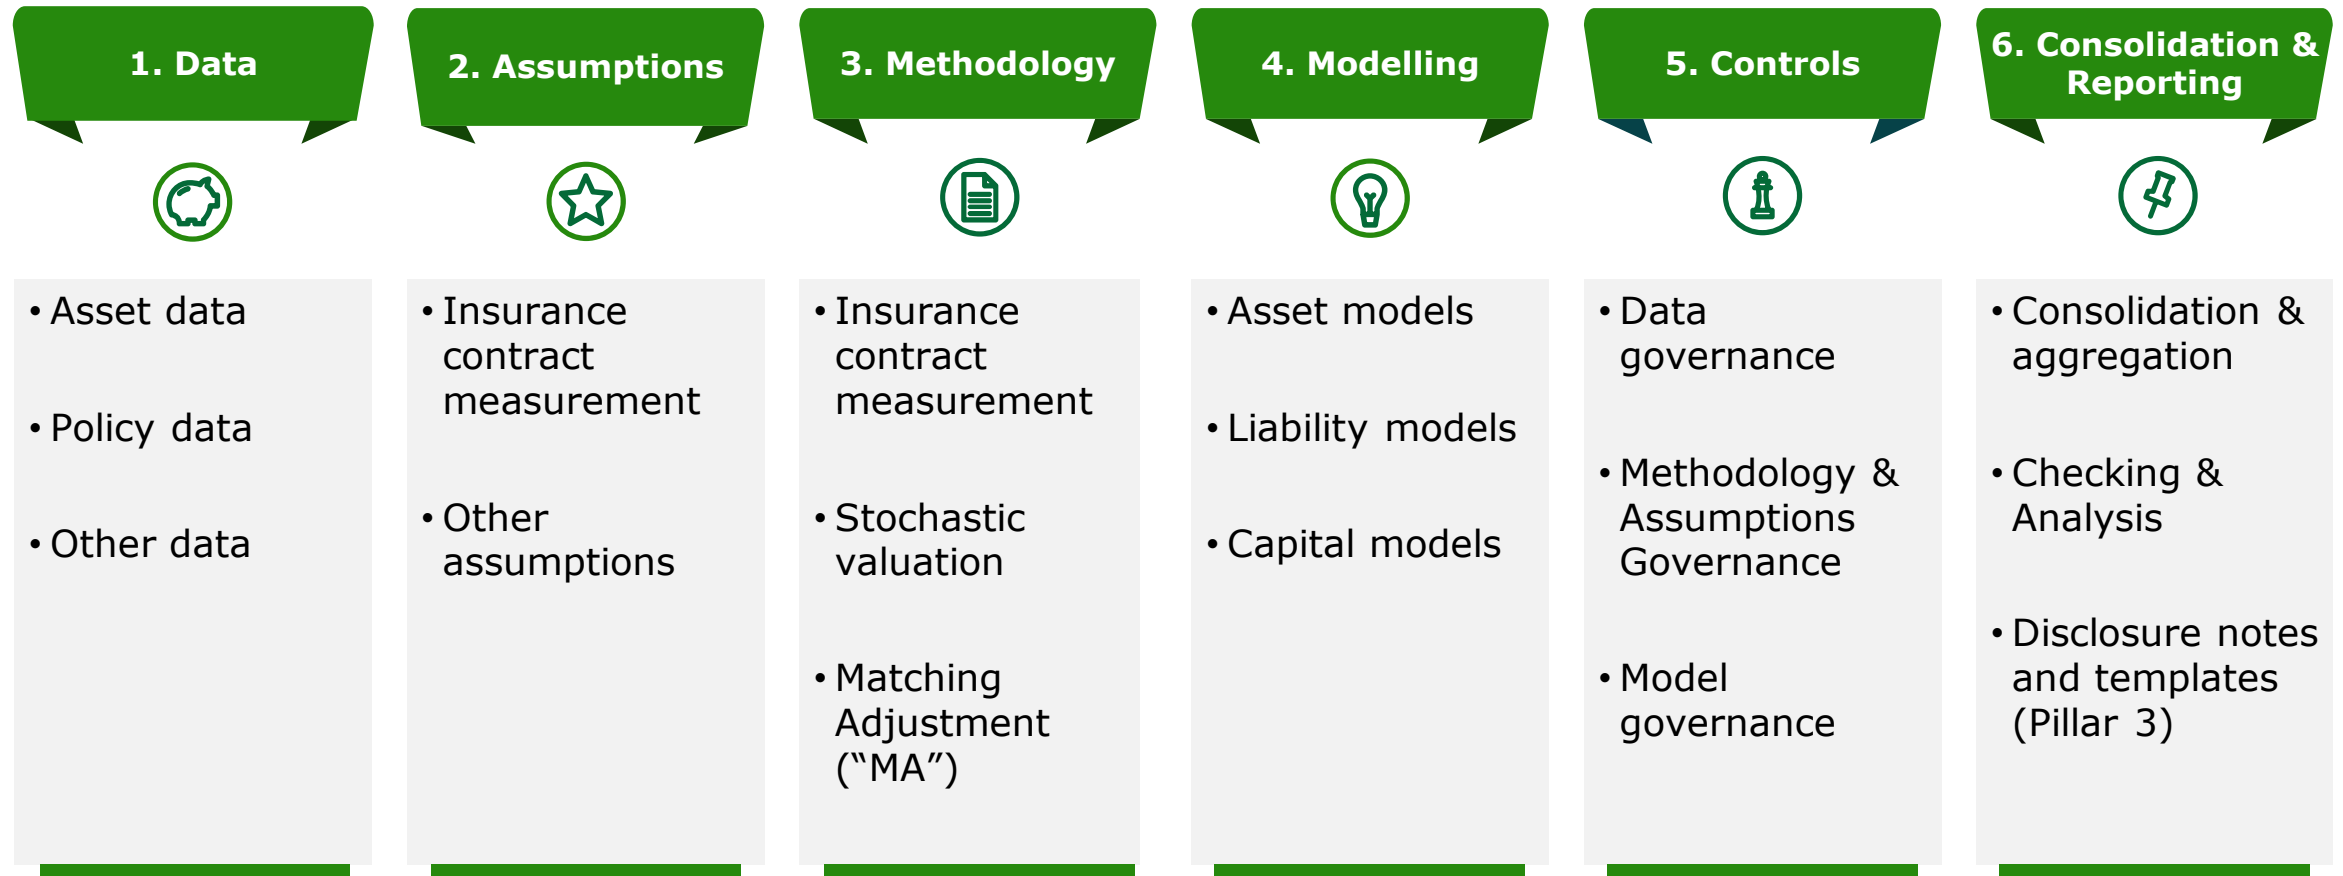 1. Data
• Asset data
• Policy data
• Other data
2. Assumptions
• Insurance
contract
measurement
• Other
assumptions
3. Methodology
• Insurance
contract
measurement
• Stochastic
valuation
• Matching
Adjustment
(“MA”)
4. Modelling
• Asset models
• Liability models
• Capital models
5. Controls
• Data
governance
• Methodology &
Assumptions
Governance
• Model
governance
6. Consolidation &
Reporting
• Consolidation &
aggregation
• Checking &
Analysis
• Disclosure notes
and templates
(Pillar 3)